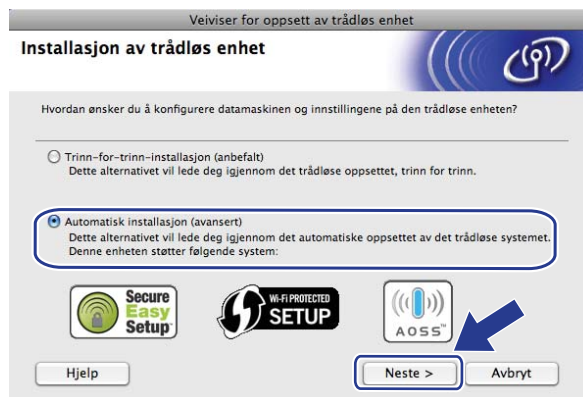 Veiviser for oppsett av trådløs enhet
Installasjon av trådløs enhet
Hvordan ønsker du å konfigurere datamaskinen og innstillingene på den trådløse enheten?
Trinn-for-trinn-installasjon (anbefalt)
Dette alternativet vil lede deg igjennom det trådløse oppsettet, trinn for trinn.
Automatisk installasjon (avansert)
Dette alternativet vil lede deg igjennom det automatiske oppsettet av det trådløse systemet.
Denne enheten støtter følgende system:
Secure
Easy
Setup™
Wi-Fi PROTECTED
SETUP
AOSS™
Hjelp
Neste >
Avbryt